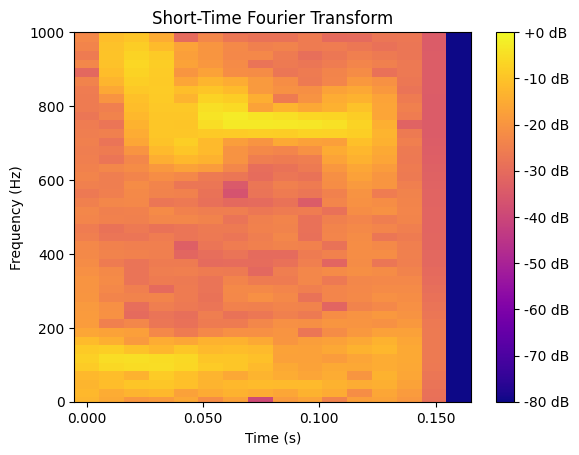 Short-Time Fourier Transform
1000
800
600
400
200
0
Frequency (Hz)
0.000
0.050
0.100
0.150
Time (s)
+0 dB
-10 dB
-20 dB
-30 dB
-40 dB
-50 dB
-60 dB
-70 dB
-80 dB